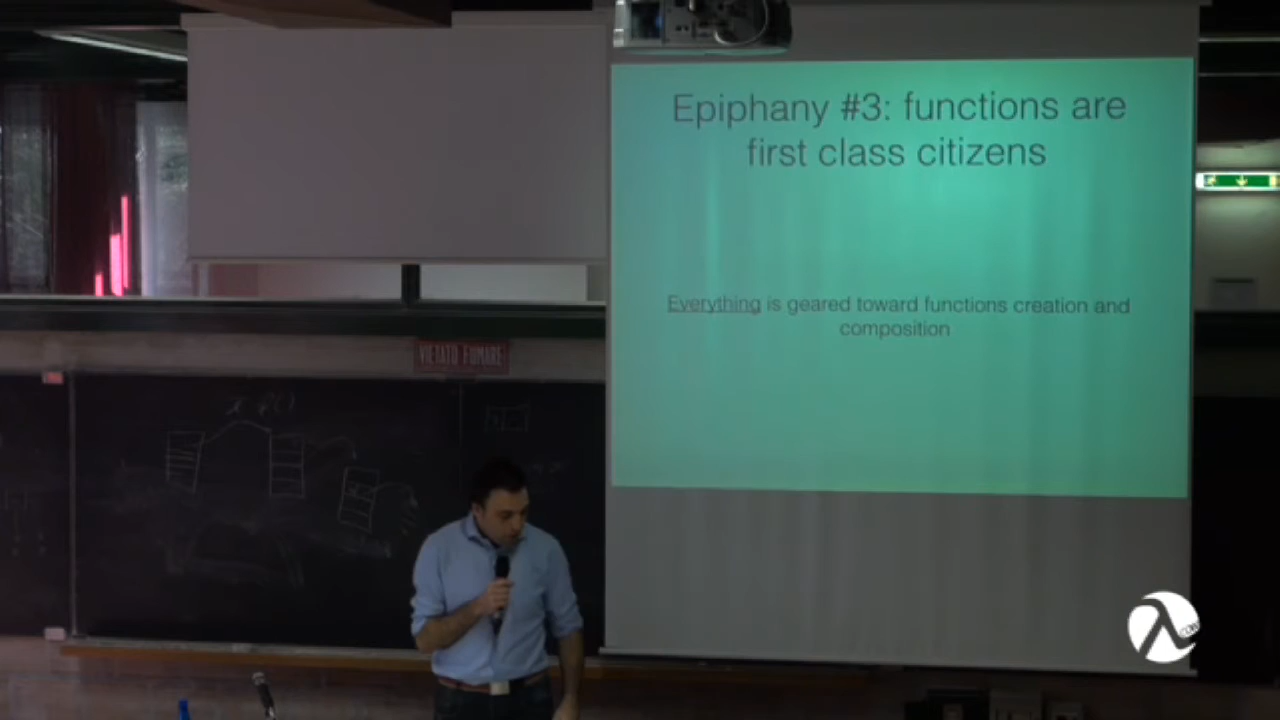 Epiphany #3: functions are
first class citizens
Everything is geared toward functions creation and
composition
VIETATO FUMARE
λ